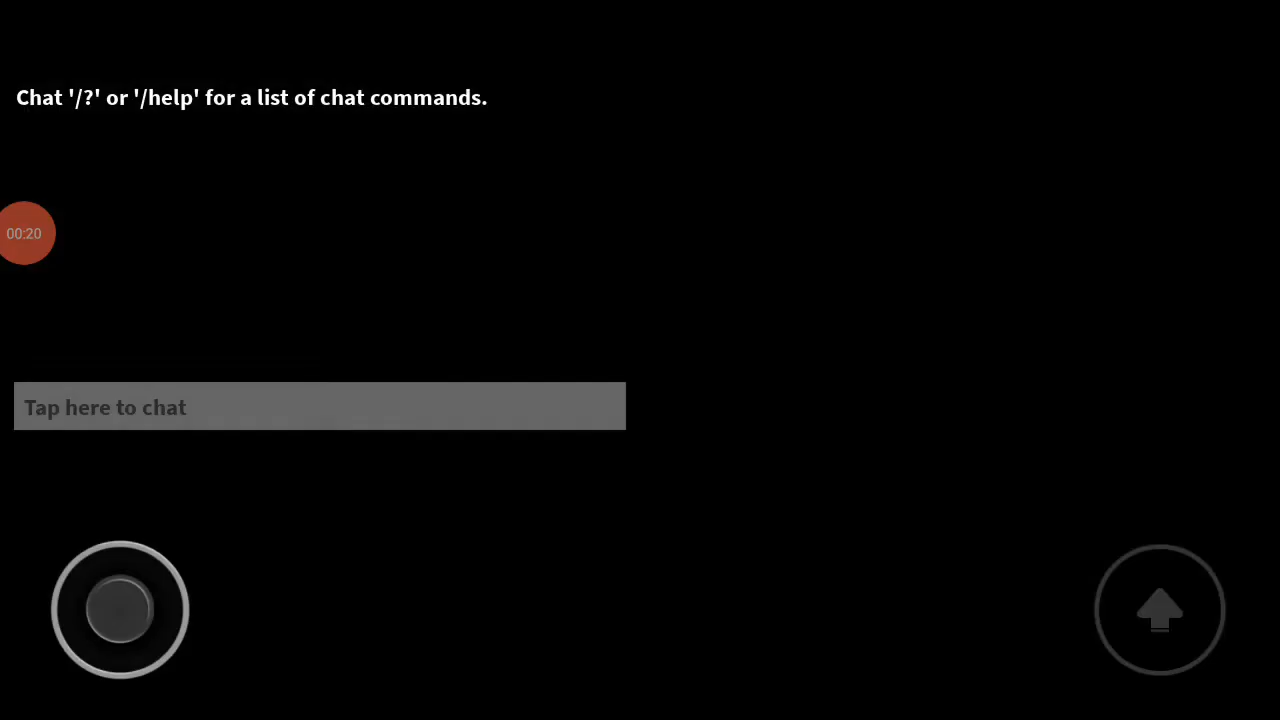 Chat '/?' or '/help' for a list of chat commands.
00:20
Tap here to chat